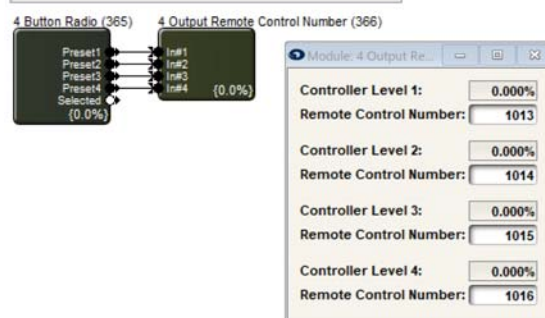 4 Button Radio (365)
4 Output Remote Control Number (366)
Preset1
Preset2
Preset3
Preset4
Selected
{0.0%}
In#1
In#2
In#3
In#4
{0.0%}
Module: 4 Output Re...
Controller Level 1: 0.000%
Remote Control Number: 1013
Controller Level 2: 0.000%
Remote Control Number: 1014
Controller Level 3: 0.000%
Remote Control Number: 1015
Controller Level 4: 0.000%
Remote Control Number: 1016